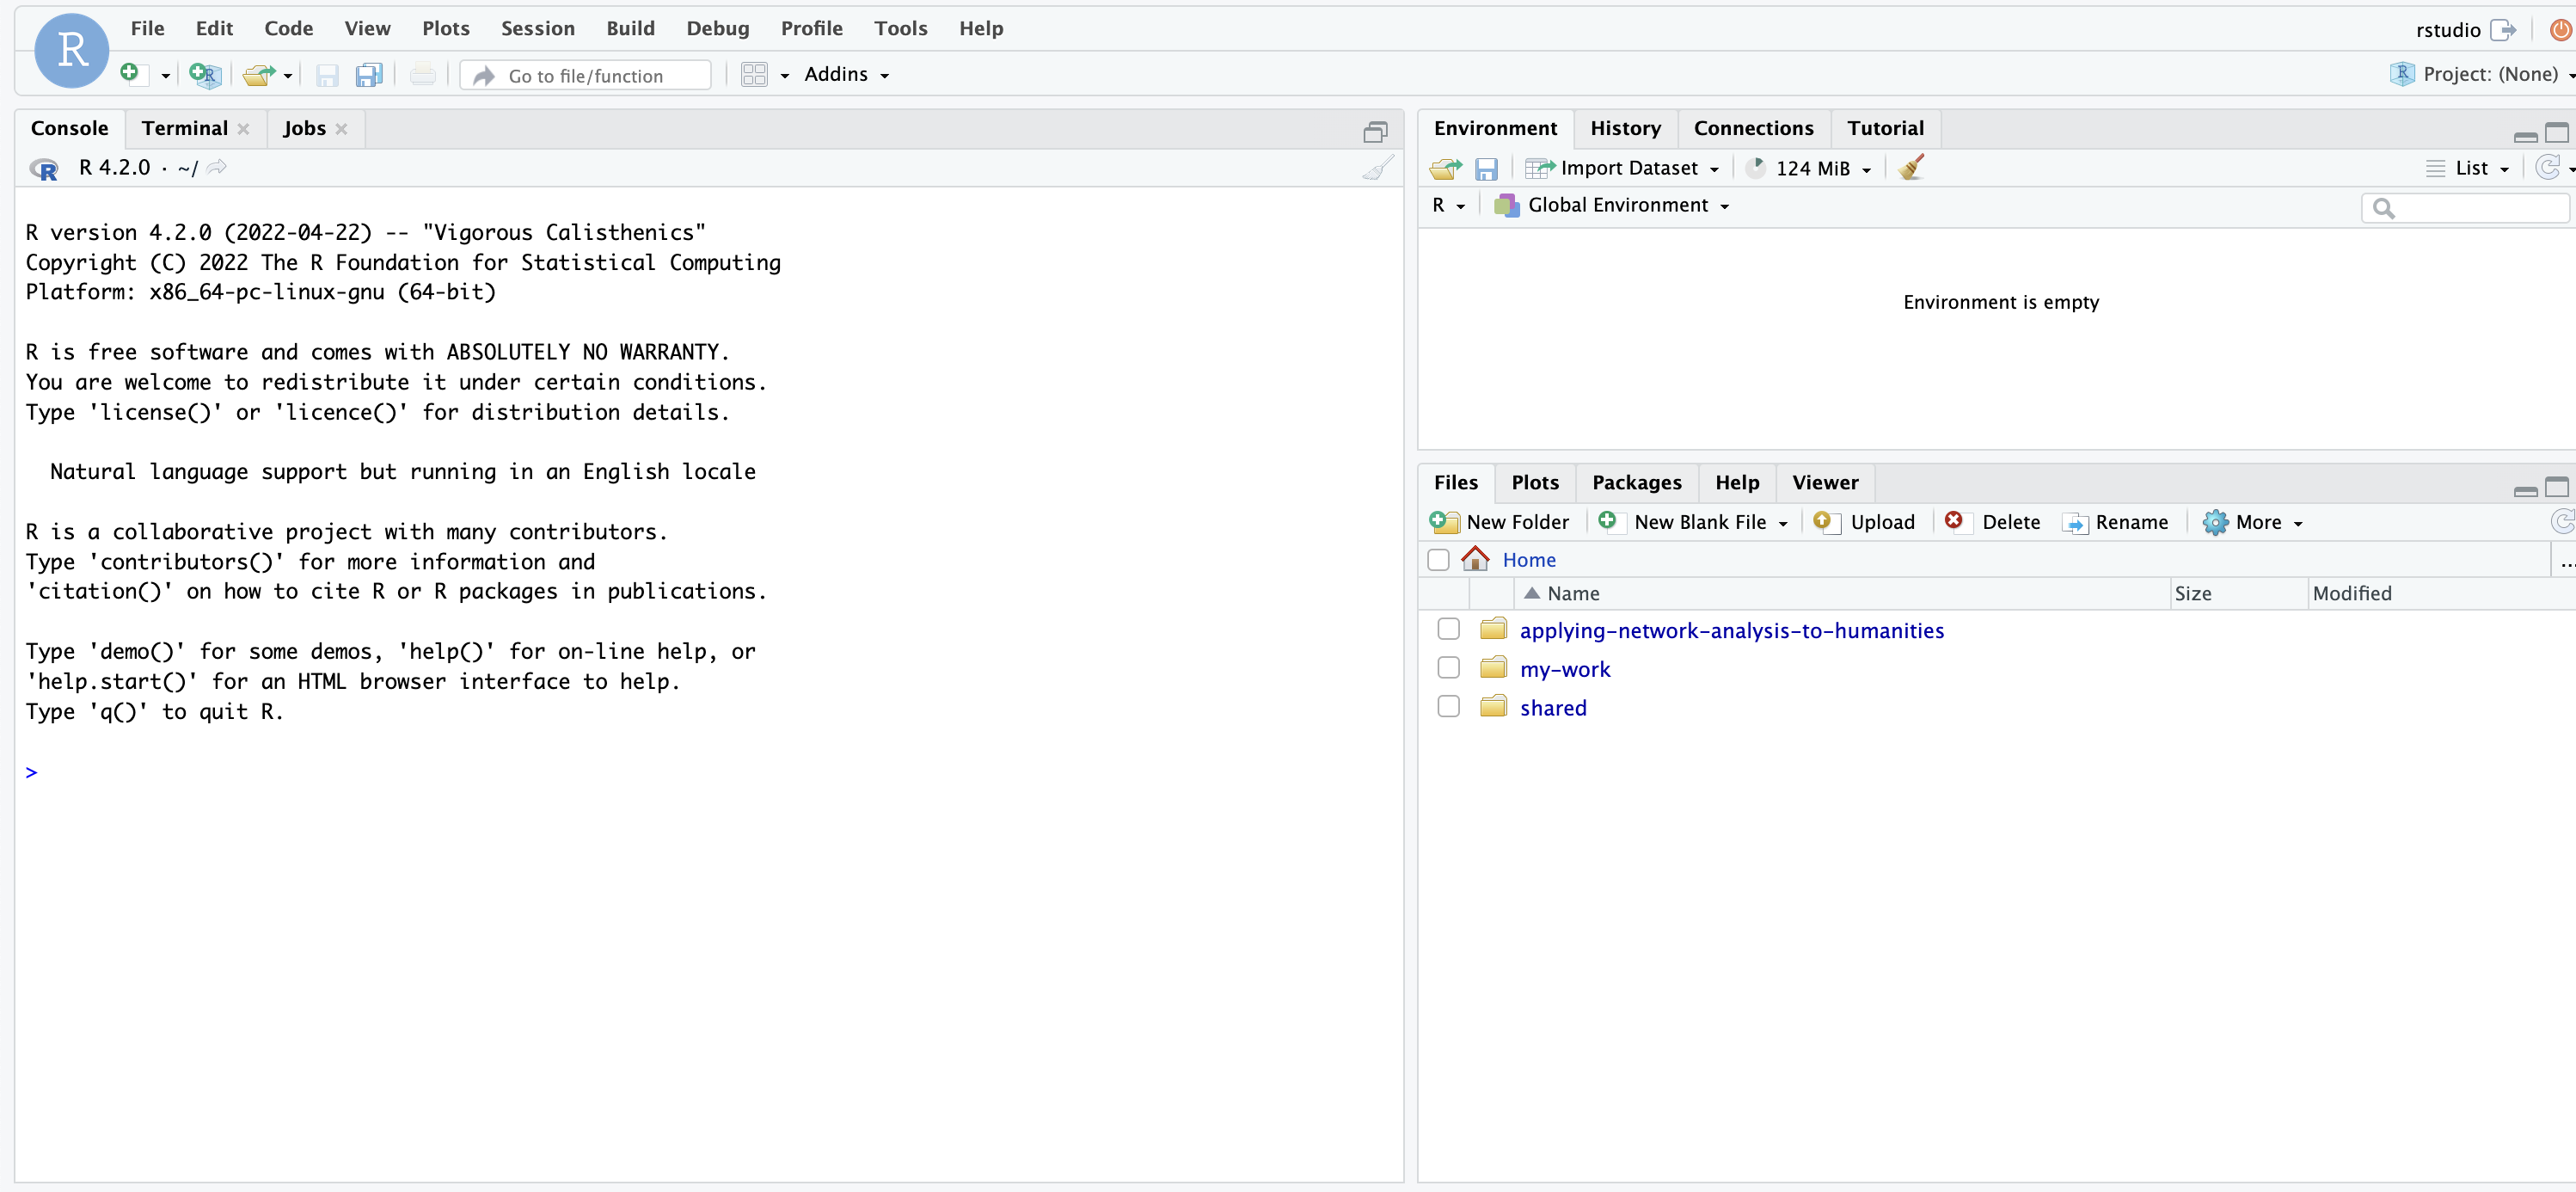 R
File Edit Code View Plots Session Build Debug Profile Tools Help
rstudio
R Go to file/function Addins
R Project: (None)
Console Terminal Jobs
R R 4.2.0 · ~/
R version 4.2.0 (2022-04-22) -- "Vigorous Calisthenics"
Copyright (C) 2022 The R Foundation for Statistical Computing
Platform: x86_64-pc-linux-gnu (64-bit)
R is free software and comes with ABSOLUTELY NO WARRANTY.
You are welcome to redistribute it under certain conditions.
Type 'license()' or 'licence()' for distribution details.
Natural language support but running in an English locale
R is a collaborative project with many contributors.
Type 'contributors()' for more information and
'citation()' on how to cite R or R packages in publications.
Type 'demo()' for some demos, 'help()' for on-line help, or
'help.start()' for an HTML browser interface to help.
Type 'q()' to quit R.
>
Environment History Connections Tutorial
Import Dataset 124 MiB List
R Global Environment
Environment is empty
Files Plots Packages Help Viewer
New Folder New Blank File Upload Delete Rename More
Home ...
Name Size Modified
applying-network-analysis-to-humanities
my-work
shared